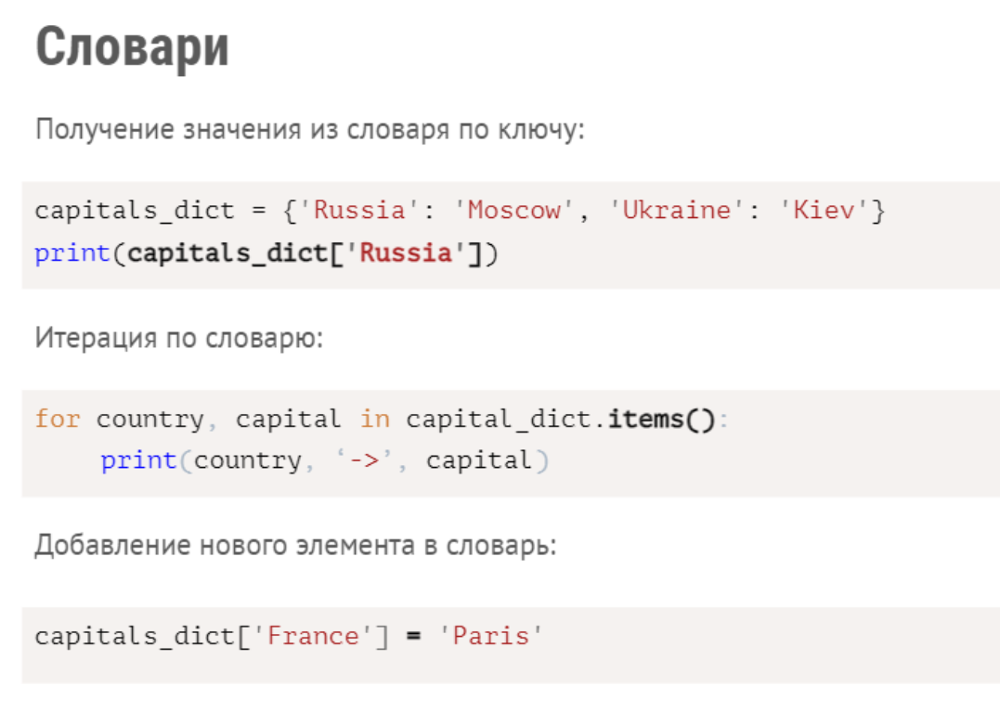 Словари
Получение значения из словаря по ключу:
capitals_dict = {'Russia': 'Moscow', 'Ukraine': 'Kiev'}
print(capitals_dict['Russia'])
Итерация по словарю:
for country, capital in capital_dict.items():
    print(country, ‘->’, capital)
Добавление нового элемента в словарь:
capitals_dict['France'] = 'Paris'